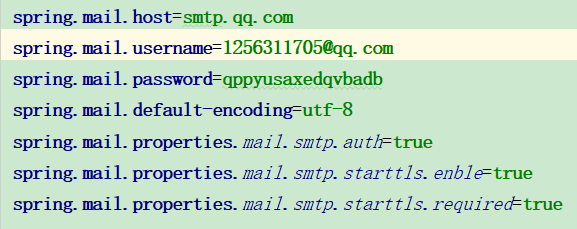 spring.mail.host=smtp.qq.com
spring.mail.username=1256311705@qq.com
spring.mail.password=qppyusaxedqvbadb
spring.mail.default-encoding=utf-8
spring.mail.properties.mail.smtp.auth=true
spring.mail.properties.mail.smtp.starttls.enble=true
spring.mail.properties.mail.smtp.starttls.required=true